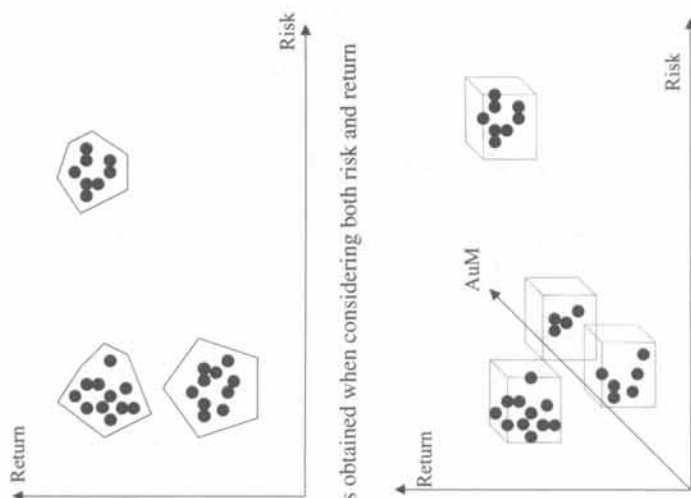 Return
Risk
s obtained when considering both risk and return
Return
AuM
Risk